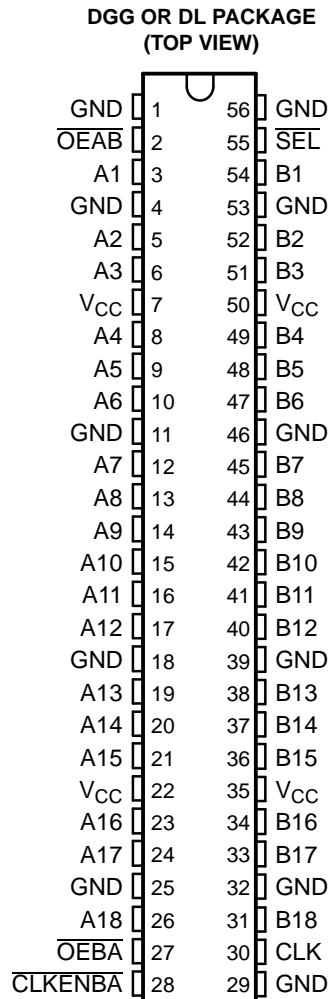 DGG OR DL PACKAGE
(TOP VIEW)
GND 1 56 GND
OEAB 2 55 SEL
A1 3 54 B1
GND 4 53 GND
A2 5 52 B2
A3 6 51 B3
VCC 7 50 VCC
A4 8 49 B4
A5 9 48 B5
A6 10 47 B6
GND 11 46 GND
A7 12 45 B7
A8 13 44 B8
A9 14 43 B9
A10 15 42 B10
A11 16 41 B11
A12 17 40 B12
GND 18 39 GND
A13 19 38 B13
A14 20 37 B14
A15 21 36 B15
VCC 22 35 VCC
A16 23 34 B16
A17 24 33 B17
GND 25 32 GND
A18 26 31 B18
OEBA 27 30 CLK
CLKENBA 28 29 GND